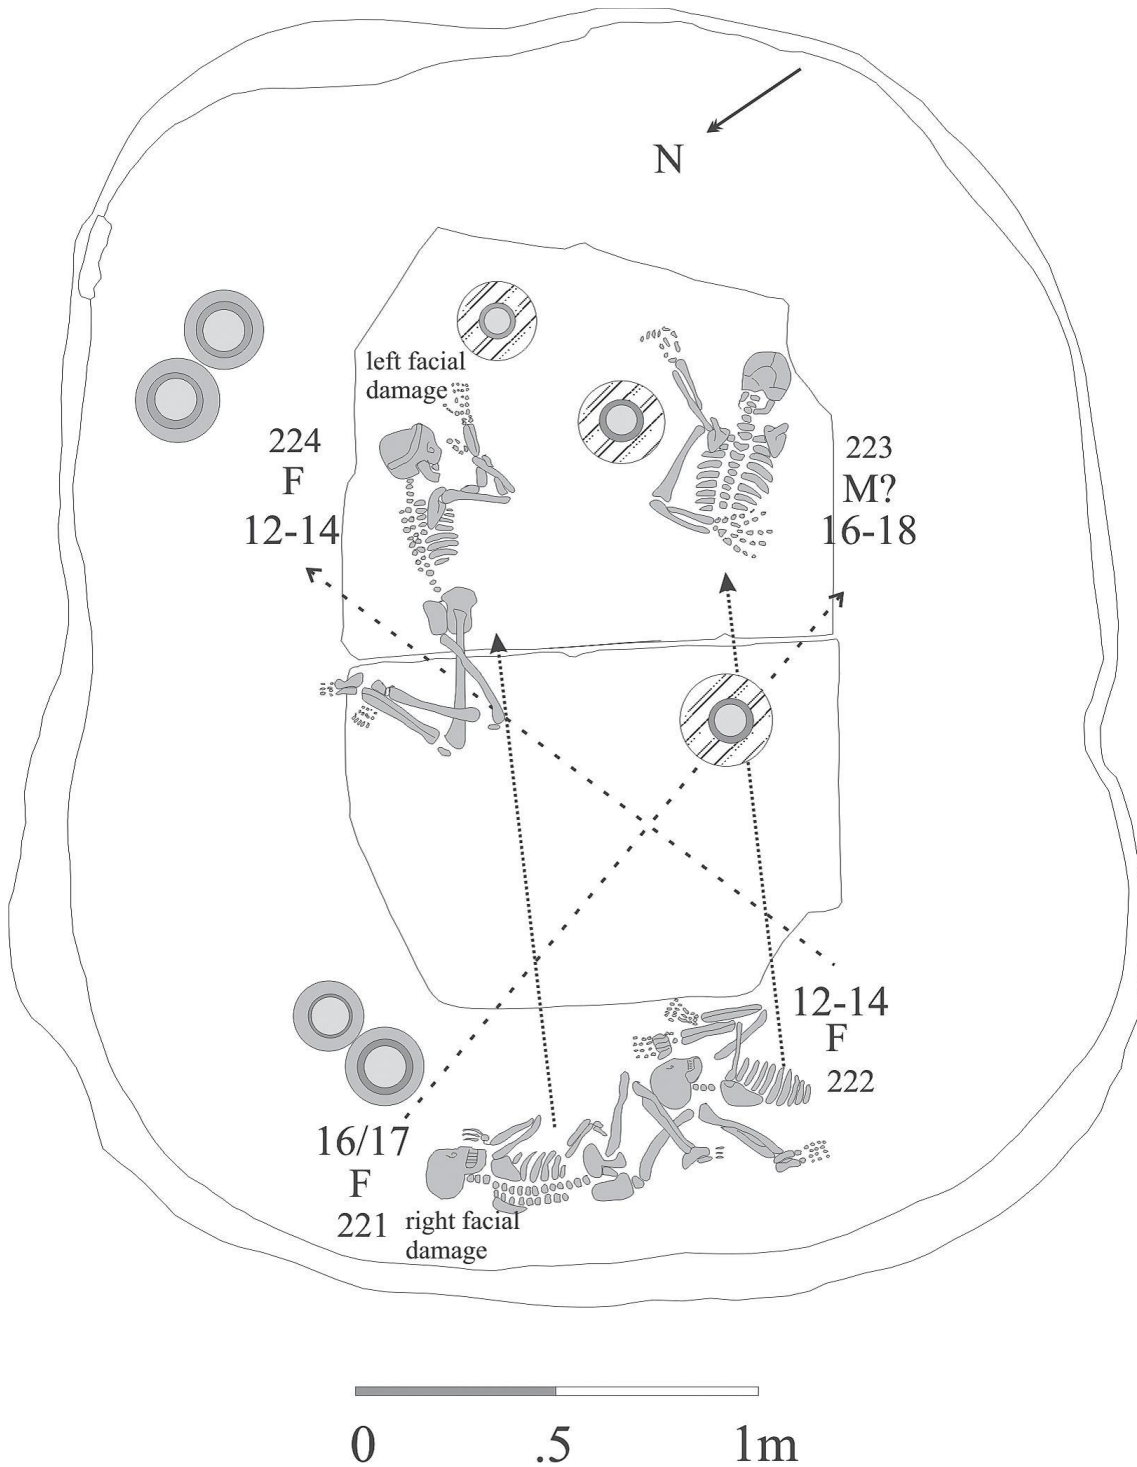 N
left facial
damage
224
F
12-14
223
M?
16-18
12-14
F
222
16/17
F
221
right facial
damage
0
.5
1m